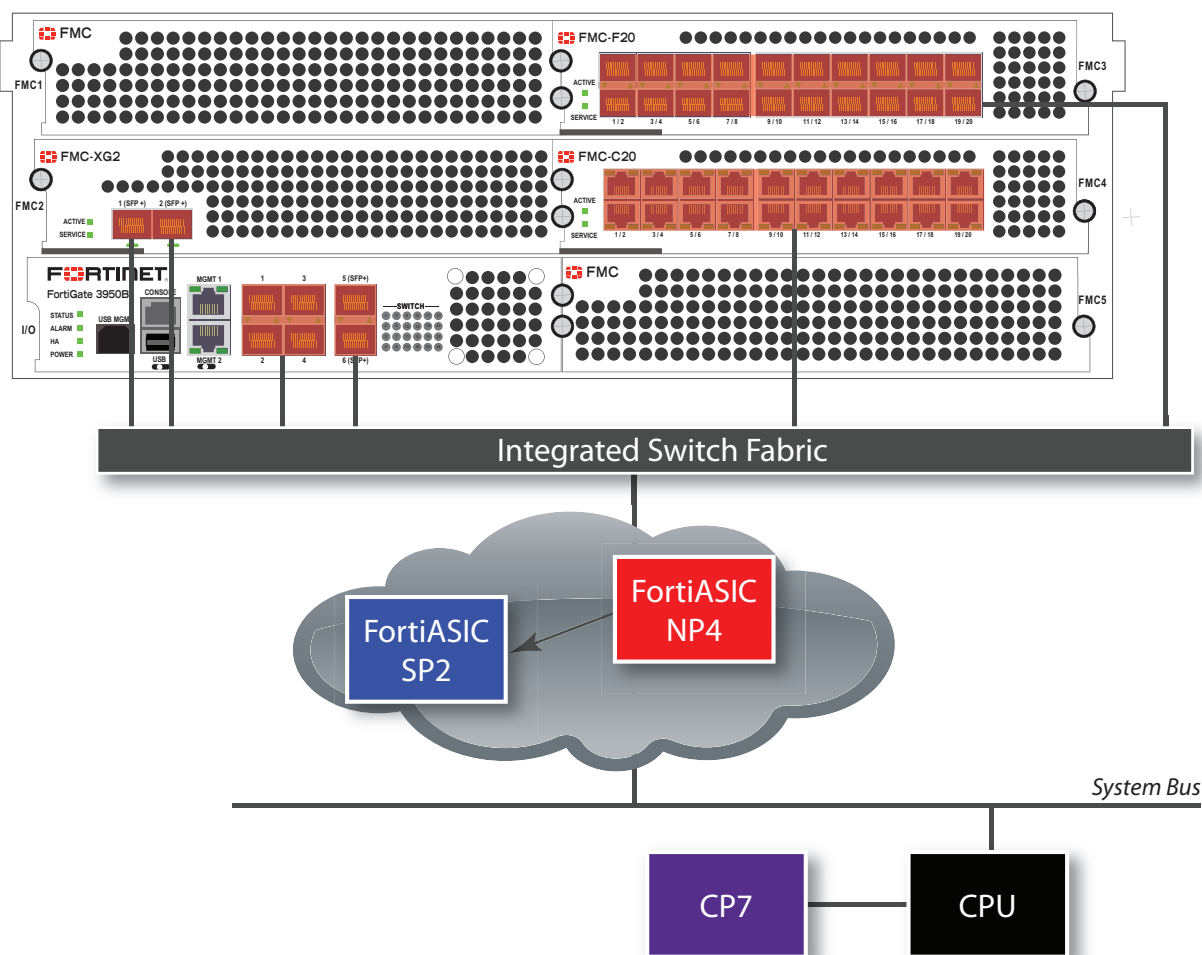 FMC
FMC1
FMC-F20
ACTIVE
SERVICE
1 / 2 3 / 4 5 / 6 7 / 8 9 / 10 11 / 12 13 / 14 15 / 16 17 / 18 19 / 20
FMC3
FMC-XG2
FMC2
1 (SFP +) 2 (SFP +)
ACTIVE
SERVICE
FMC-C20
ACTIVE
SERVICE
1 / 2 3 / 4 5 / 6 7 / 8 9 / 10 11 / 12 13 / 14 15 / 16 17 / 18 19 / 20
FMC4
FORTINET
FortiGate 3950B
I/O
STATUS
ALARM
HA
POWER
USB MGMT
CONSOLE
USB
MGMT 1
MGMT 2
1 3
2 4
5 (SFP+)
6 (SFP+)
SWITCH
FMC
FMC5
Integrated Switch Fabric
FortiASIC
NP4
FortiASIC
SP2
System Bus
CP7
CPU